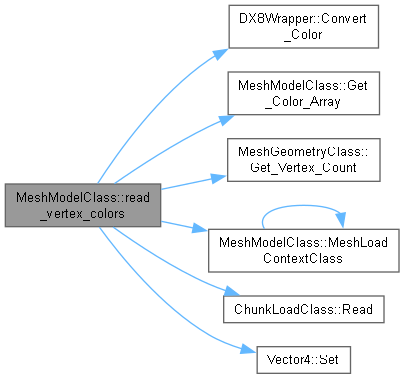 DX8Wrapper::Convert
_Color
MeshModelClass::Get
_Color_Array
MeshGeometryClass::
Get_Vertex_Count
MeshModelClass::read
_vertex_colors
MeshModelClass::MeshLoad
ContextClass
ChunkLoadClass::Read
Vector4::Set